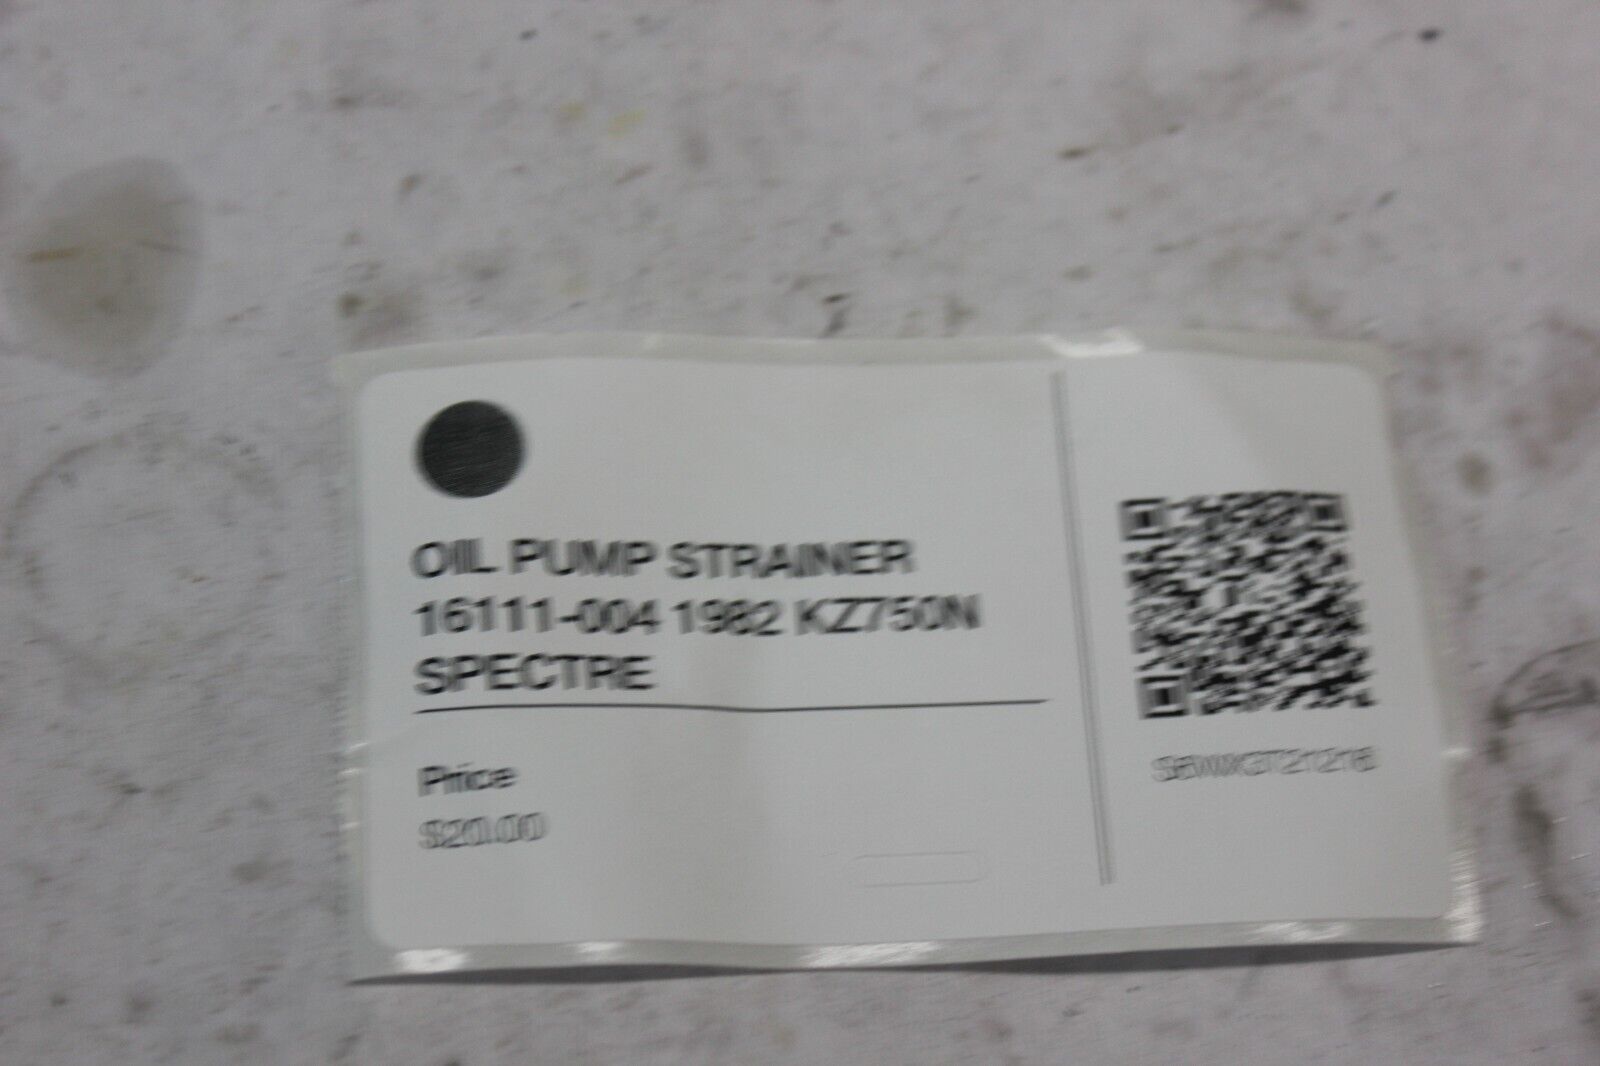 OIL PUMP STRAINER
16111-004 1982 KZ750N
SPECTRE
Price
$20.00